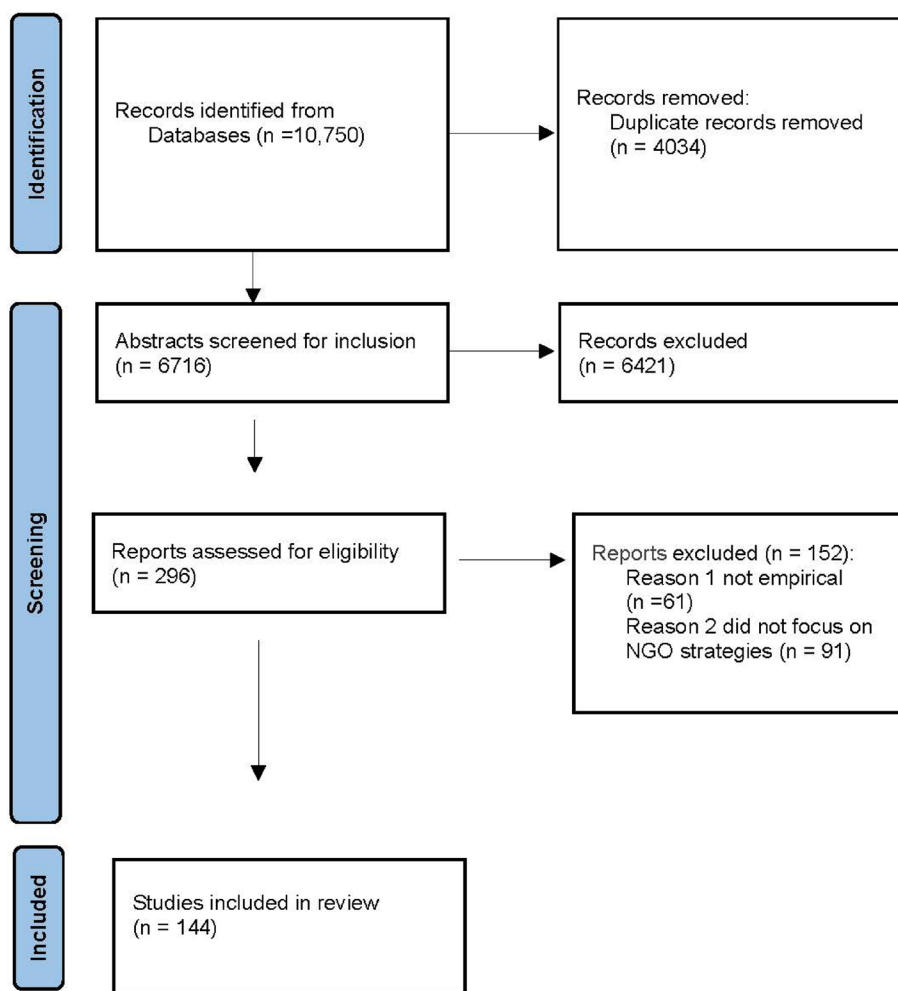 Identification
Records identified from
Databases (n =10,750)
Records removed:
Duplicate records removed
(n = 4034)
Screening
Abstracts screened for inclusion
(n = 6716)
Records excluded
(n = 6421)
Reports assessed for eligibility
(n = 296)
Reports excluded (n = 152):
Reason 1 not empirical
(n =61)
Reason 2 did not focus on
NGO strategies (n = 91)
Included
Studies included in review
(n = 144)